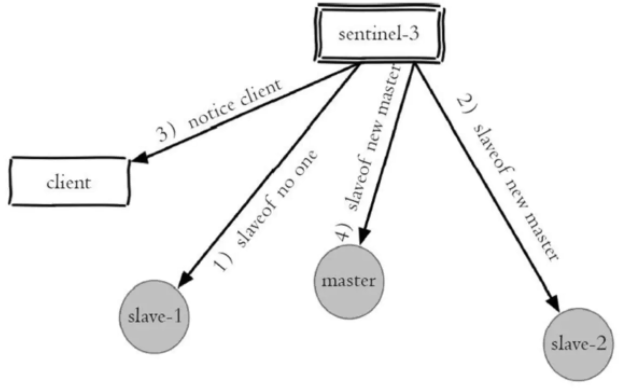 sentinel-3
3) notice client
client
1) slaveof no one
4) slaveof new master
2) slaveof new master
slave-1
master
slave-2